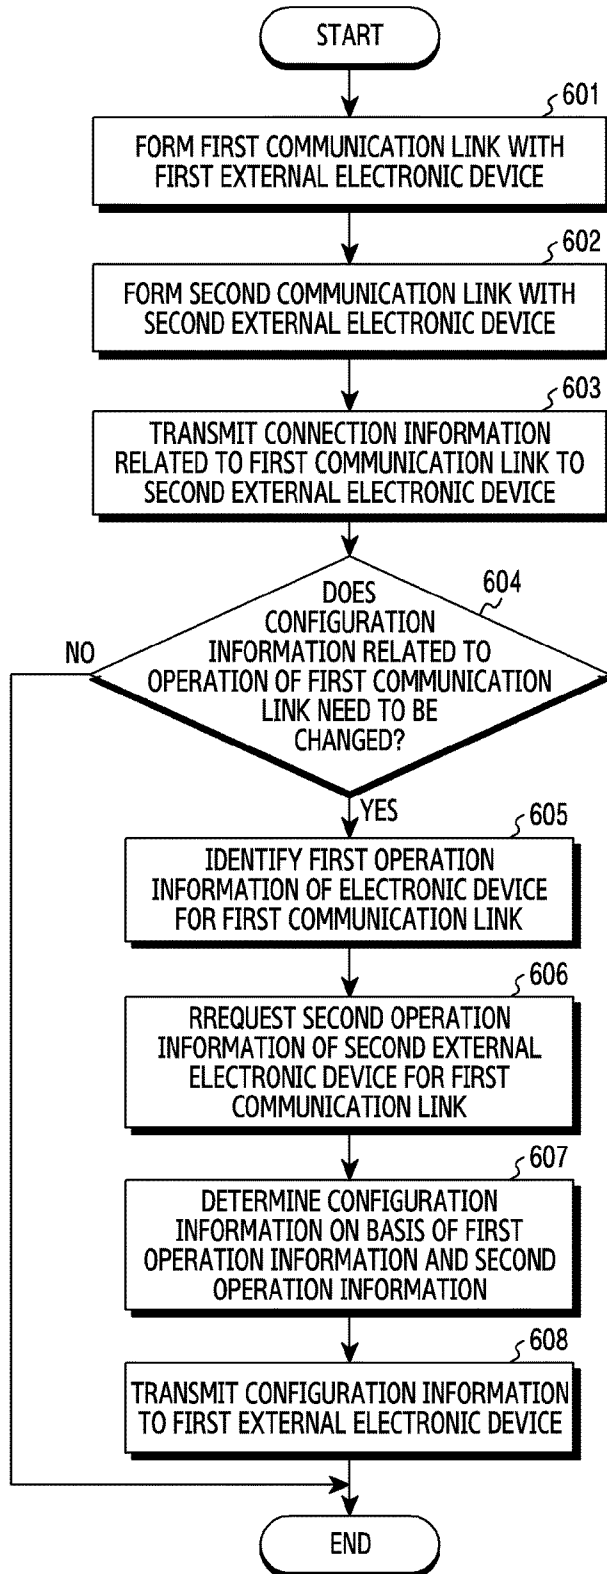 START
601
FORM FIRST COMMUNICATION LINK WITH
FIRST EXTERNAL ELECTRONIC DEVICE
602
FORM SECOND COMMUNICATION LINK WITH
SECOND EXTERNAL ELECTRONIC DEVICE
603
TRANSMIT CONNECTION INFORMATION
RELATED TO FIRST COMMUNICATION LINK TO
SECOND EXTERNAL ELECTRONIC DEVICE
604
DOES
CONFIGURATION
INFORMATION RELATED TO
OPERATION OF FIRST COMMUNICATION
LINK NEED TO BE
CHANGED?
NO
YES
605
IDENTIFY FIRST OPERATION
INFORMATION OF ELECTRONIC DEVICE
FOR FIRST COMMUNICATION LINK
606
RREQUEST SECOND OPERATION
INFORMATION OF SECOND EXTERNAL
ELECTRONIC DEVICE FOR FIRST
COMMUNICATION LINK
607
DETERMINE CONFIGURATION
INFORMATION ON BASIS OF FIRST
OPERATION INFORMATION AND SECOND
OPERATION INFORMATION
608
TRANSMIT CONFIGURATION INFORMATION
TO FIRST EXTERNAL ELECTRONIC DEVICE
END